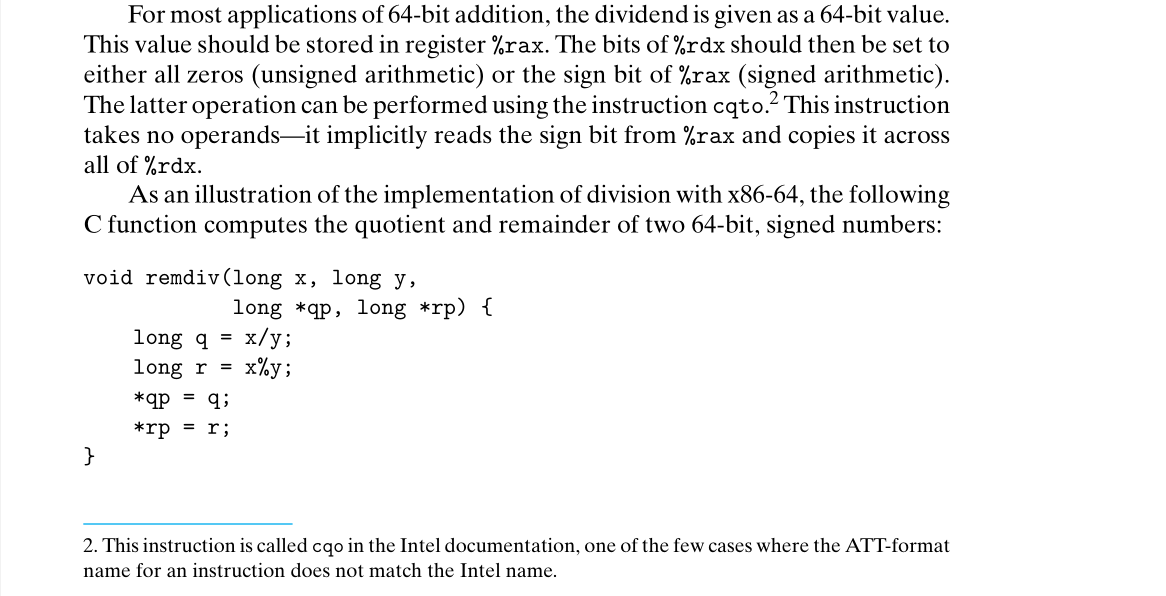 For most applications of 64-bit addition, the dividend is given as a 64-bit value.
This value should be stored in register %rax. The bits of %rdx should then be set to
either all zeros (unsigned arithmetic) or the sign bit of %rax (signed arithmetic).
The latter operation can be performed using the instruction cqto.2 This instruction
takes no operands—it implicitly reads the sign bit from %rax and copies it across
all of %rdx.
As an illustration of the implementation of division with x86-64, the following
C function computes the quotient and remainder of two 64-bit, signed numbers:
void remdiv(long x, long y,
            long *qp, long *rp) {
    long q = x/y;
    long r = x%y;
    *qp = q;
    *rp = r;
}
2. This instruction is called cqo in the Intel documentation, one of the few cases where the ATT-format
name for an instruction does not match the Intel name.